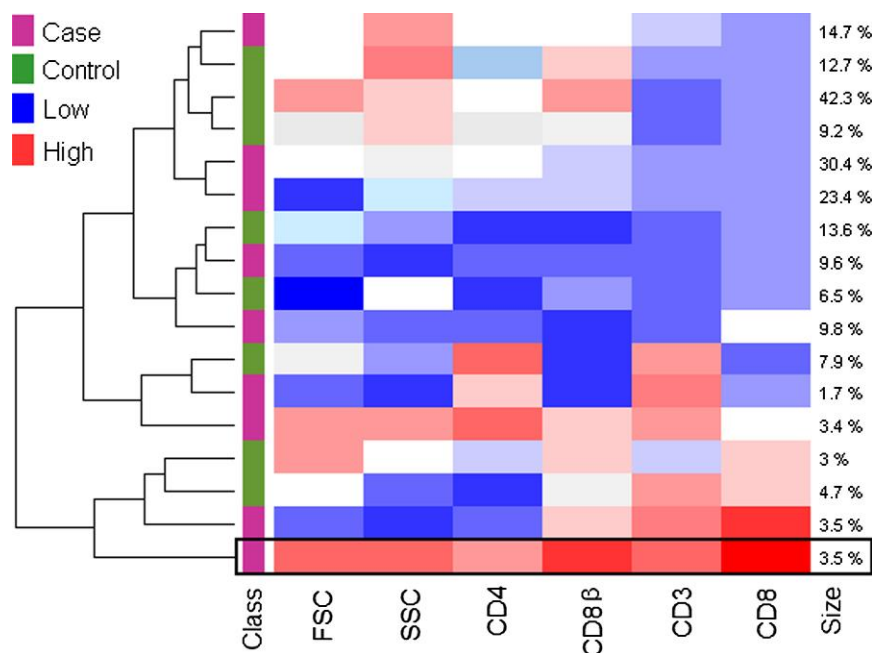 Case
Control
Low
High
14.7 %
12.7 %
42.3 %
9.2 %
30.4 %
23.4 %
13.6 %
9.6 %
6.5 %
9.8 %
7.9 %
1.7 %
3.4 %
3 %
4.7 %
3.5 %
3.5 %
Class
FSC
SSC
CD4
CD8β
CD3
CD8
Size